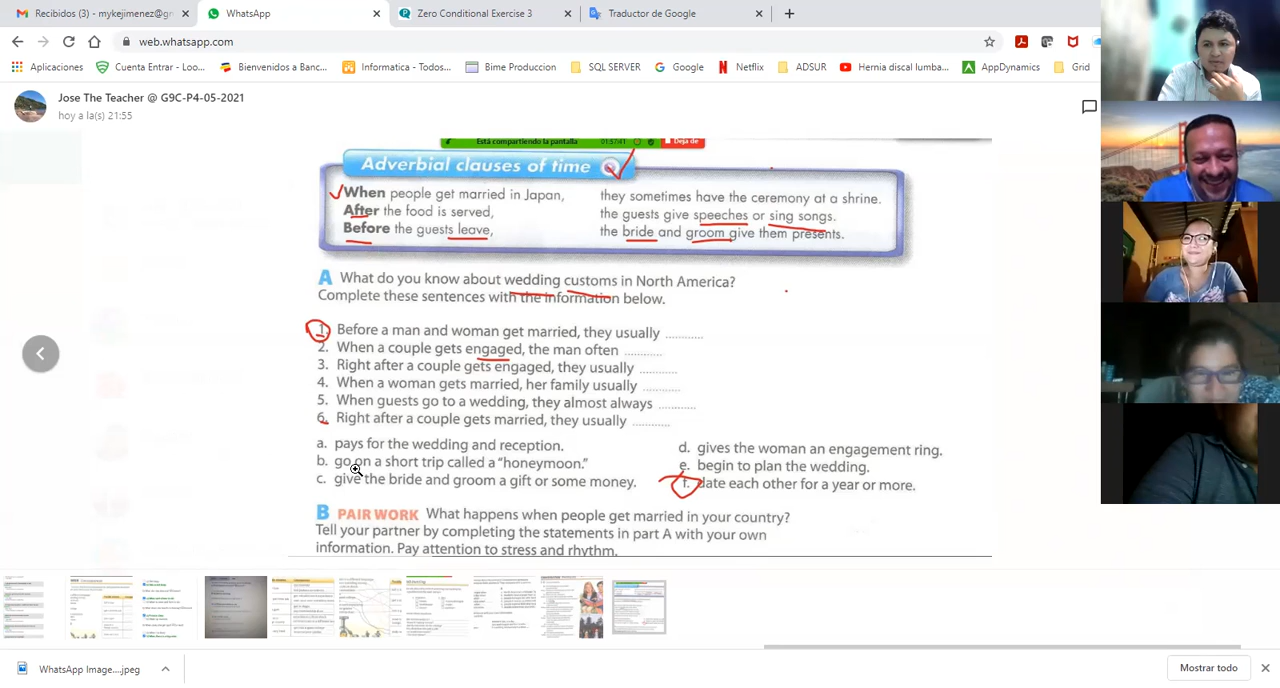 Recibidos (3) - mykejimenez@gm
WhatsApp
Zero Conditional Exercise 3
Traductor de Google
web.whatsapp.com
Aplicaciones
Cuenta Entrar - Loo...
Bienvenidos a Banc...
Informatica - Todos...
Bime Produccion
SQL SERVER
Google
Netflix
ADSUR
Hernia discal lumba...
AppDynamics
Grid
Jose The Teacher @ G9C-P4-05-2021
hoy a la(s) 21:55
Está compartiendo la pantalla
Deja de
Adverbial clauses of time
When people get married in Japan, they sometimes have the ceremony at a shrine.
After the food is served, the guests give speeches or sing songs.
Before the guests leave, the bride and groom give them presents.
A What do you know about wedding customs in North America?
Complete these sentences with the information below.
1. Before a man and woman get married, they usually ..........
2. When a couple gets engaged, the man often ..........
3. Right after a couple gets engaged, they usually ..........
4. When a woman gets married, her family usually ..........
5. When guests go to a wedding, they almost always ..........
6. Right after a couple gets married, they usually ..........
a. pays for the wedding and reception.
b. go on a short trip called a "honeymoon."
c. give the bride and groom a gift or some money.
d. gives the woman an engagement ring.
e. begin to plan the wedding.
f. date each other for a year or more.
B PAIR WORK What happens when people get married in your country?
Tell your partner by completing the statements in part A with your own
information. Pay attention to stress and rhythm.
WhatsApp Image....jpeg
Mostrar todo